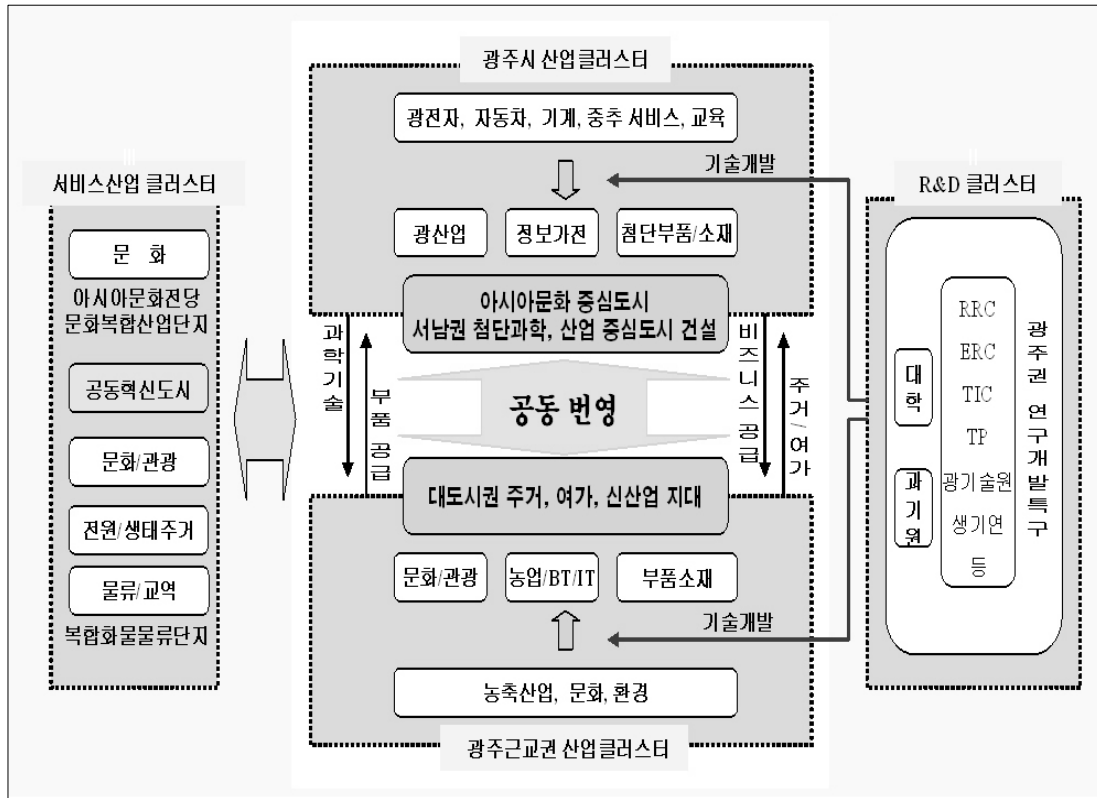 광주시 산업클러스터
광전자, 자동차, 기계, 중추 서비스, 교육
기술개발
광산업
정보가전
첨단부품/소재
아시아문화 중심도시
서남권 첨단과학, 산업 중심도시 건설
서비스산업 클러스터
문 화
아시아문화전당
문화복합산업단지
공동혁신도시
문화/관광
전원/생태주거
물류/교역
복합화물물류단지
과학기술
부품 공급
공동 번영
비즈니스 공급
주거/여가
대도시권 주거, 여가, 신산업 지대
문화/관광
농업/BT/IT
부품소재
기술개발
농축산업, 문화, 환경
광주근교권 산업클러스터
R&D 클러스터
대학
과기원
RRC
ERC
TIC
TP
광기술원
생기연
등
광주권 연구개발특구